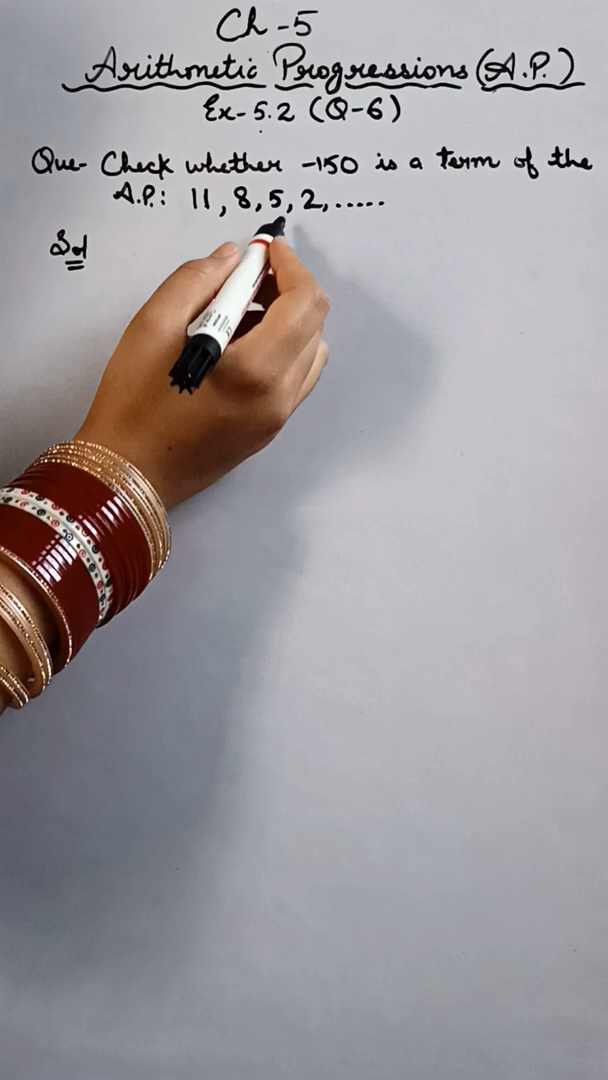 Ch-5
Arithmetic Progressions (A.P.)
Ex-5.2 (Q-6)
Que- Check whether -150 is a term of the
A.P.: 11, 8, 5, 2, .....
Sol